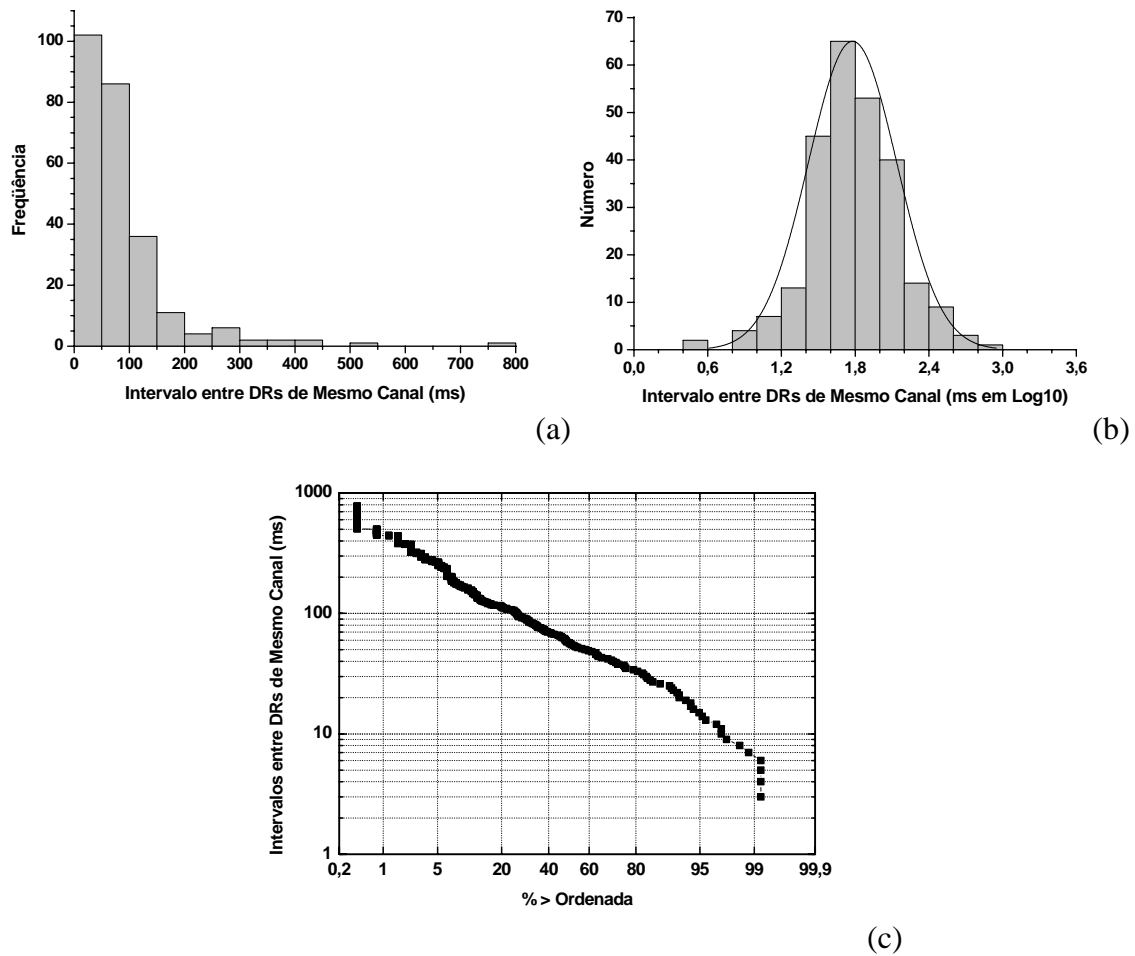 100
80
60
40
20
0
0 100 200 300 400 500 600 700 800
Freqüência
Intervalo entre DRs de Mesmo Canal (ms)
(a)
70
60
50
40
30
20
10
0
0,0 0,6 1,2 1,8 2,4 3,0 3,6
Número
Intervalo entre DRs de Mesmo Canal (ms em Log10)
(b)
1000
100
10
1
0,2 1 5 20 40 60 80 95 99 99,9
Intervalos entre DRs de Mesmo Canal (ms)
% > Ordenada
(c)